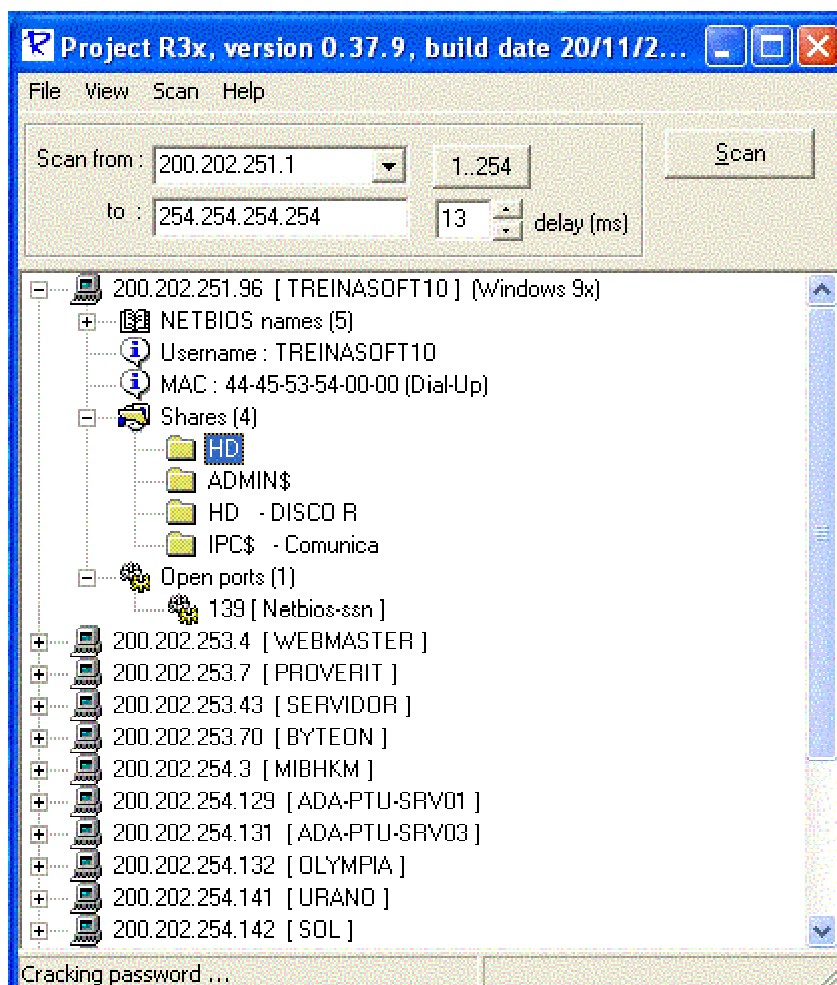 Project R3x, version 0.37.9, build date 20/11/2...
File View Scan Help
Scan from : 200.202.251.1 1..254 Scan
to : 254.254.254.254 13 delay (ms)
200.202.251.96 [ TREINASOFT10 ] (Windows 9x)
NETBIOS names (5)
Username : TREINASOFT10
MAC : 44-45-53-54-00-00 (Dial-Up)
Shares (4)
HD
ADMIN$
HD - DISCO R
IPC$ - Comunica
Open ports (1)
139 [ Netbios-ssn ]
200.202.253.4 [ WEBMASTER ]
200.202.253.7 [ PROVERIT ]
200.202.253.43 [ SERVIDOR ]
200.202.253.70 [ BYTEON ]
200.202.254.3 [ MIBHKM ]
200.202.254.129 [ ADA-PTU-SRV01 ]
200.202.254.131 [ ADA-PTU-SRV03 ]
200.202.254.132 [ OLYMPIA ]
200.202.254.141 [ URANO ]
200.202.254.142 [ SOL ]
Cracking password ...